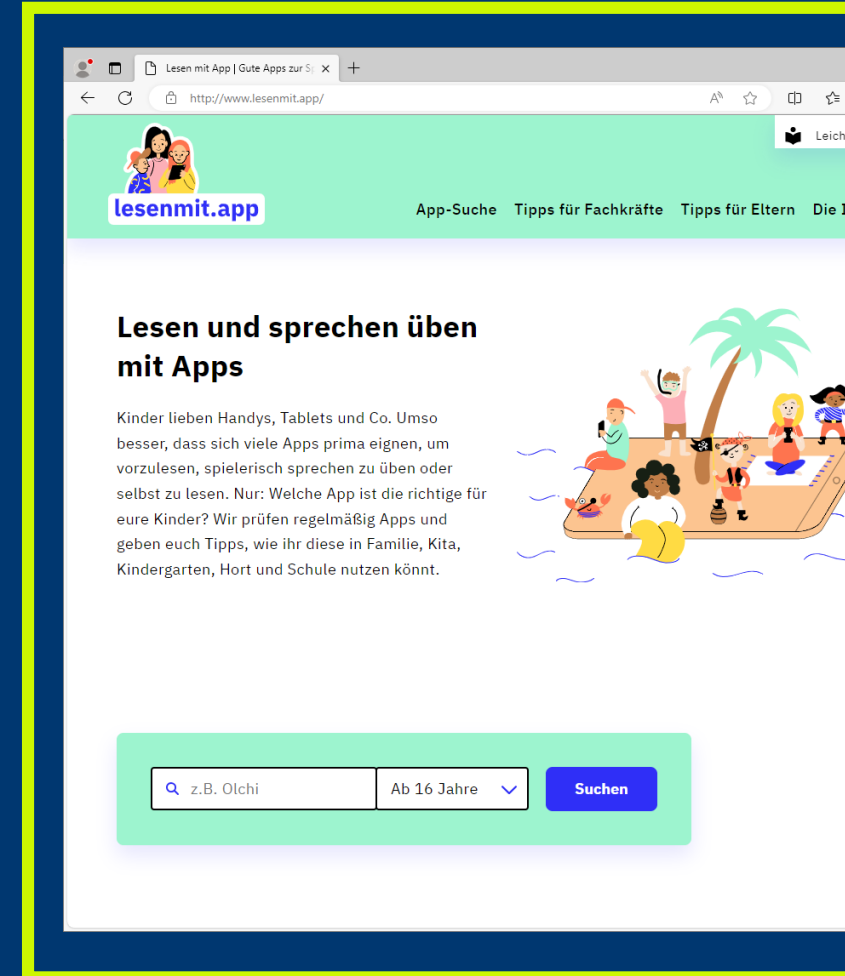 Lesen mit App | Gute Apps zur S
http://www.lesenmit.app/
Leich
lesenmit.app
App-Suche Tipps für Fachkräfte Tipps für Eltern Die
Lesen und sprechen üben
mit Apps
Kinder lieben Handys, Tablets und Co. Umso
besser, dass sich viele Apps prima eignen, um
vorzulesen, spielerisch sprechen zu üben oder
selbst zu lesen. Nur: Welche App ist die richtige für
eure Kinder? Wir prüfen regelmäßig Apps und
geben euch Tipps, wie ihr diese in Familie, Kita,
Kindergarten, Hort und Schule nutzen könnt.
z.B. Olchi
Ab 16 Jahre
Suchen